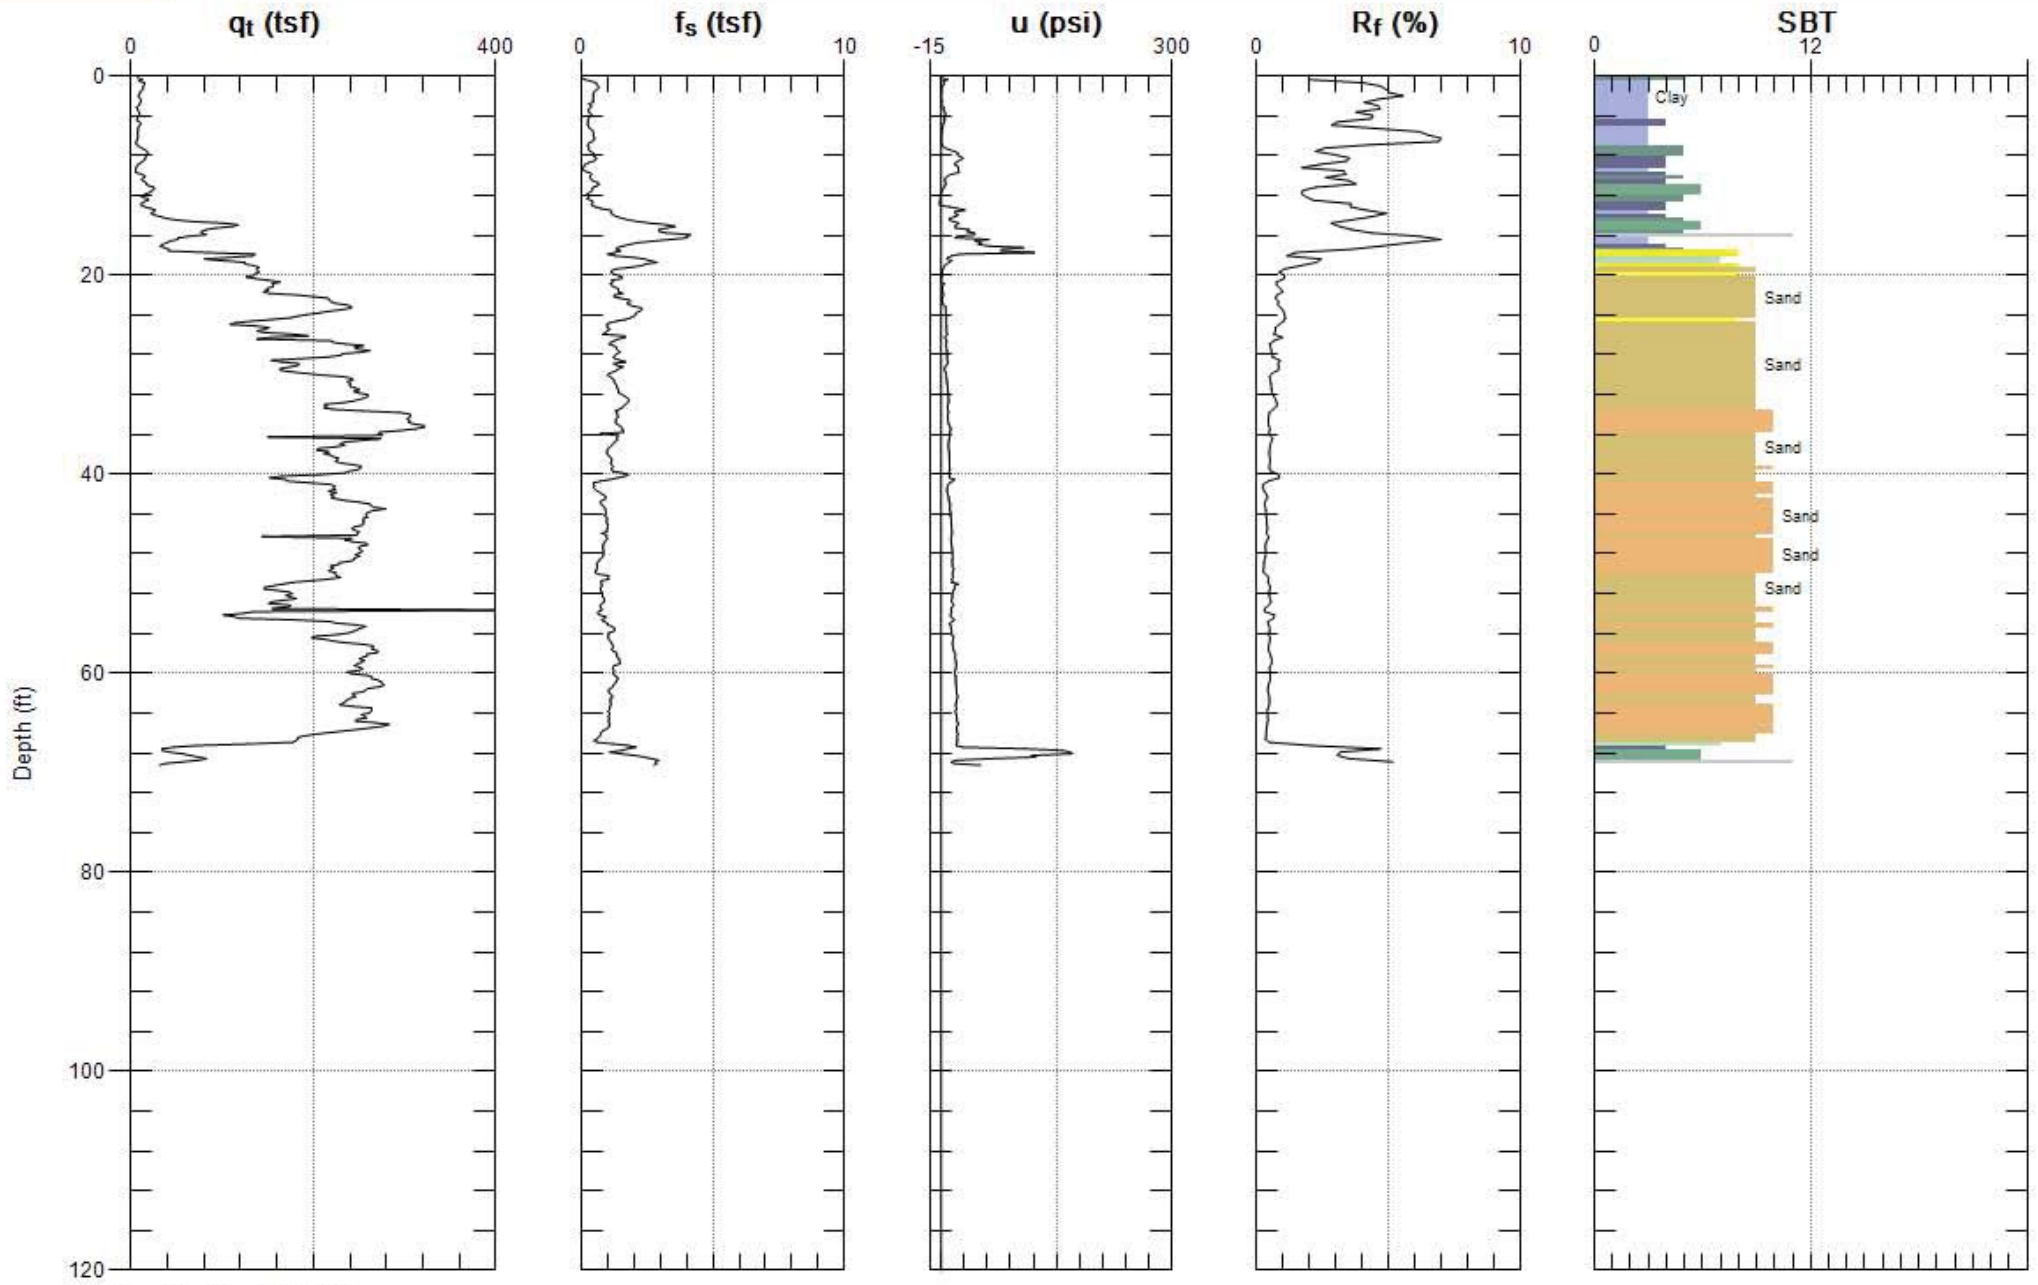 qt (tsf) fs (tsf) u (psi) Rf (%) SBT
0 400 0 10 -15 300 0 10 0 12
0
Clay
20
Sand
Sand
Sand
40
Sand
Sand
Sand
60
Depth (ft)
80
100
120